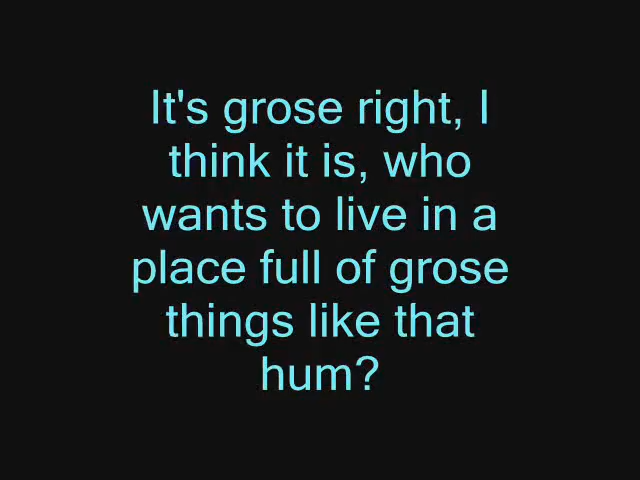 It's grose right, I
think it is, who
wants to live in a
place full of grose
things like that
hum?